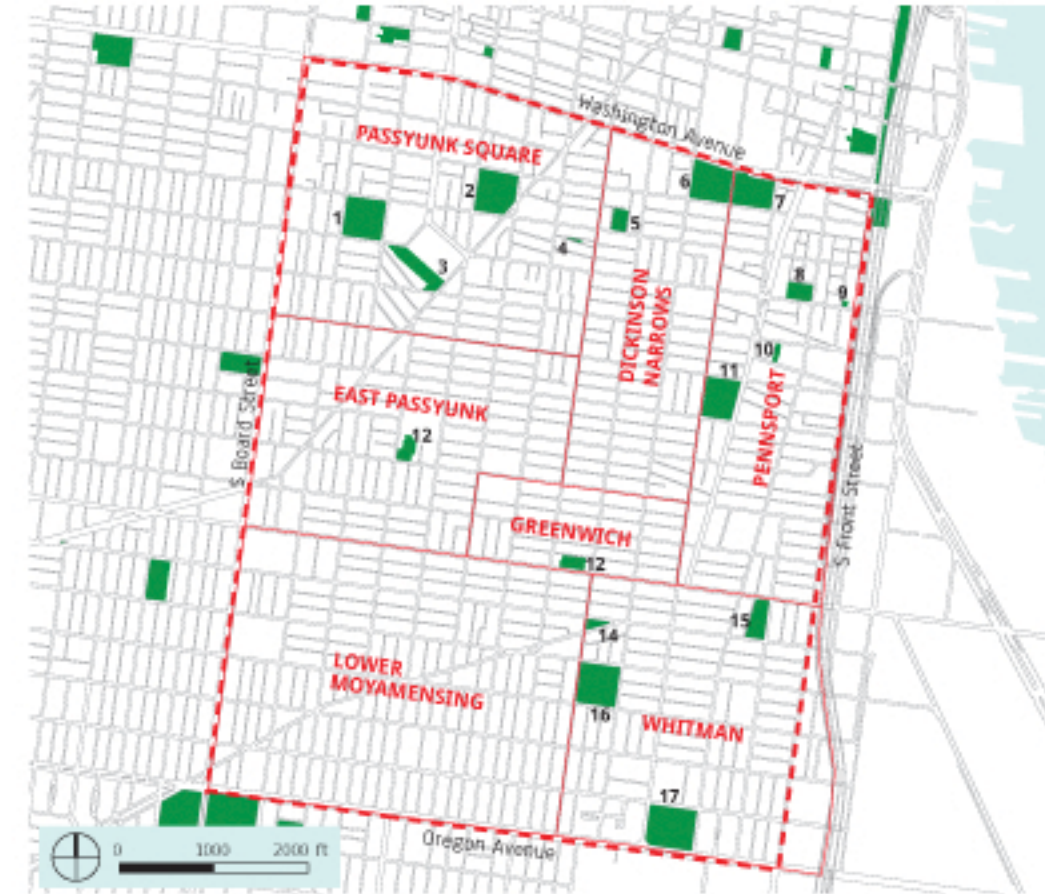 Washington Avenue
PASSYUNK SQUARE
6
2
7
1
5
4
3
DICKINSON
NARROWS
8
9
10
11
PENNSPORT
S Board Street
EAST PASSYUNK
12
S Front Street
GREENWICH
12
15
14
LOWER
MOYAMENSING
16
WHITMAN
17
Oregon Avenue
0 1000 2000 ft